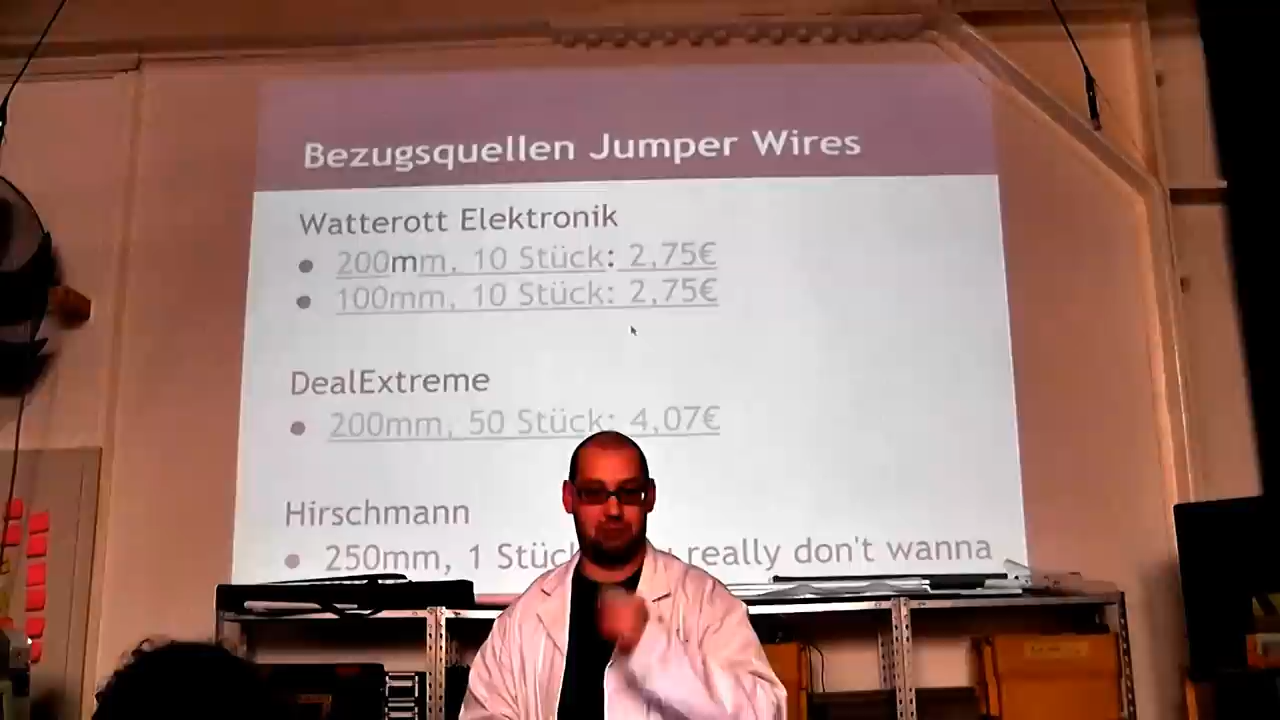 Bezugsquellen Jumper Wires
Watterott Elektronik
200mm, 10 Stück: 2,75€
100mm, 10 Stück: 2,75€
DealExtreme
200mm, 50 Stück: 4,07€
Hirschmann
250mm, 1 really don't wanna